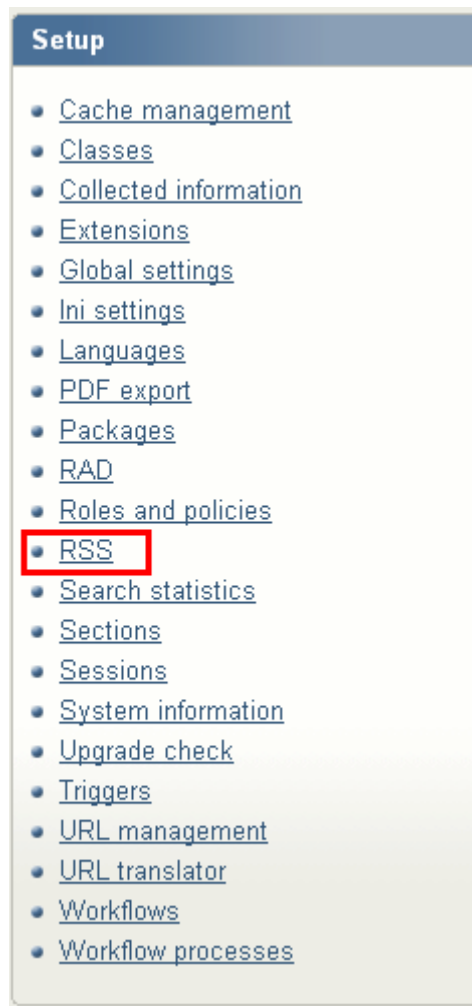 Setup
Cache management
Classes
Collected information
Extensions
Global settings
Ini settings
Languages
PDF export
Packages
RAD
Roles and policies
RSS
Search statistics
Sections
Sessions
System information
Upgrade check
Triggers
URL management
URL translator
Workflows
Workflow processes